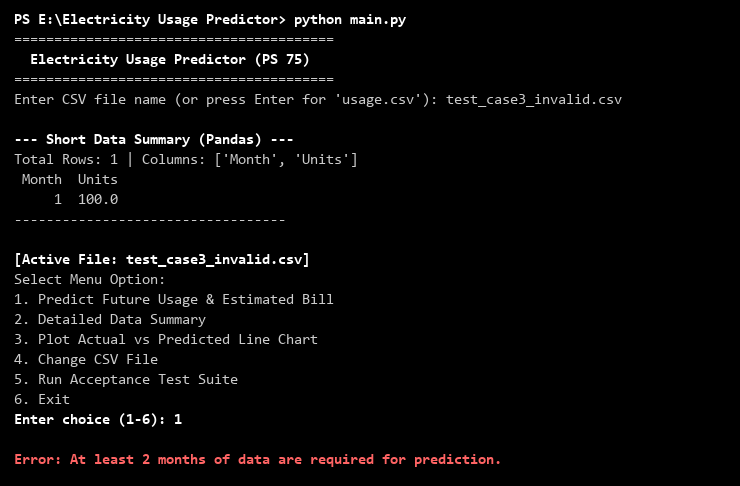 PS E:\Electricity Usage Predictor> python main.py
========================================
  Electricity Usage Predictor (PS 75)
========================================
Enter CSV file name (or press Enter for 'usage.csv'): test_case3_invalid.csv

--- Short Data Summary (Pandas) ---
Total Rows: 1 | Columns: ['Month', 'Units']
 Month  Units
     1  100.0
----------------------------------

[Active File: test_case3_invalid.csv]
Select Menu Option:
1. Predict Future Usage & Estimated Bill
2. Detailed Data Summary
3. Plot Actual vs Predicted Line Chart
4. Change CSV File
5. Run Acceptance Test Suite
6. Exit
Enter choice (1-6): 1

Error: At least 2 months of data are required for prediction.